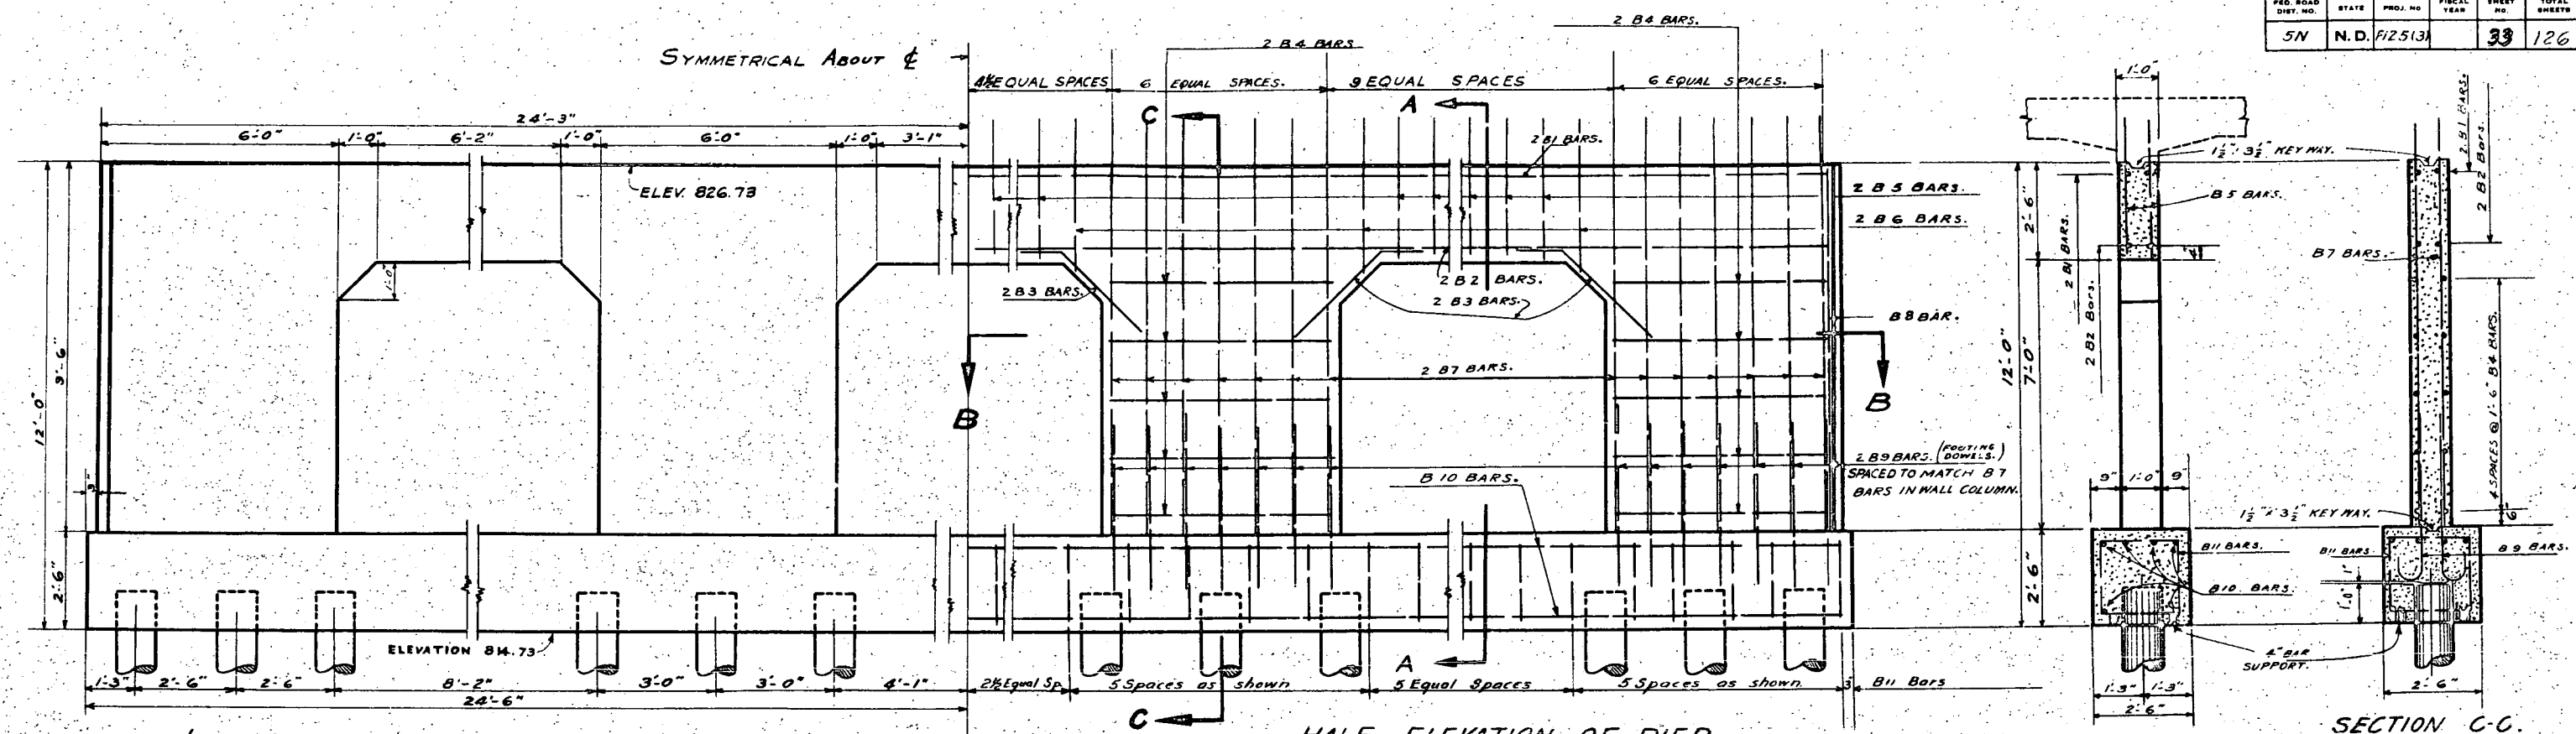 FED. ROAD DIST. NO.
STATE
PROJ. NO
FISCAL YEAR
SHEET NO.
TOTAL SHEETS
5N
N.D.
33
126
2 B4 BARS.
2 B4 BARS
SYMMETRICAL ABOUT ℄
4½ EQUAL SPACES
6 EQUAL SPACES.
9 EQUAL SPACES
6 EQUAL SPACES.
24'-3"
6'-0"
1'-0"
6'-2"
1'-0"
6'-0"
1'-0"
3'-1"
C
A
2 B1 BARS.
ELEV. 826.73
2 B5 BARS.
2 B6 BARS.
1'-0"
2 B3 BARS.
2 B2 BARS.
2 B3 BARS.
B8 BAR.
2 B7 BARS.
B
B
12'-0"
9'-6"
2'-6"
9"
2 B9 BARS. (FOOTING DOWELS.)
SPACED TO MATCH B7
BARS IN WALL COLUMN.
B10 BARS.
ELEVATION 814.73
1'-3"
2'-6"
2'-6"
8'-2"
3'-0"
3'-0"
4'-1"
24'-6"
2½ Equal Sp.
5 Spaces as shown
5 Equal Spaces
5 Spaces as shown.
3"
B11 Bars
C
A
HALF ELEVATION OF PIER
1'-0"
1½" x 3½" KEY WAY.
B5 BARS.
2'-6"
2 B1 BARS.
2 B2 Bars.
4"
12'-0"
7'-0"
2'-6"
9"
1'-0"
9"
B11 BARS.
B10 BARS.
4" BAR
SUPPORT.
1'-3"
1'-3"
2'-6"
2 B1 BARS.
2 B2 Bars.
B7 BARS.
4 SPACES @ 1'-6" B4 BARS.
6"
1½" x 3½" KEY WAY.
B11 BARS
B9 BARS.
1"
1'-0"
2'-6"
SECTION C-C.